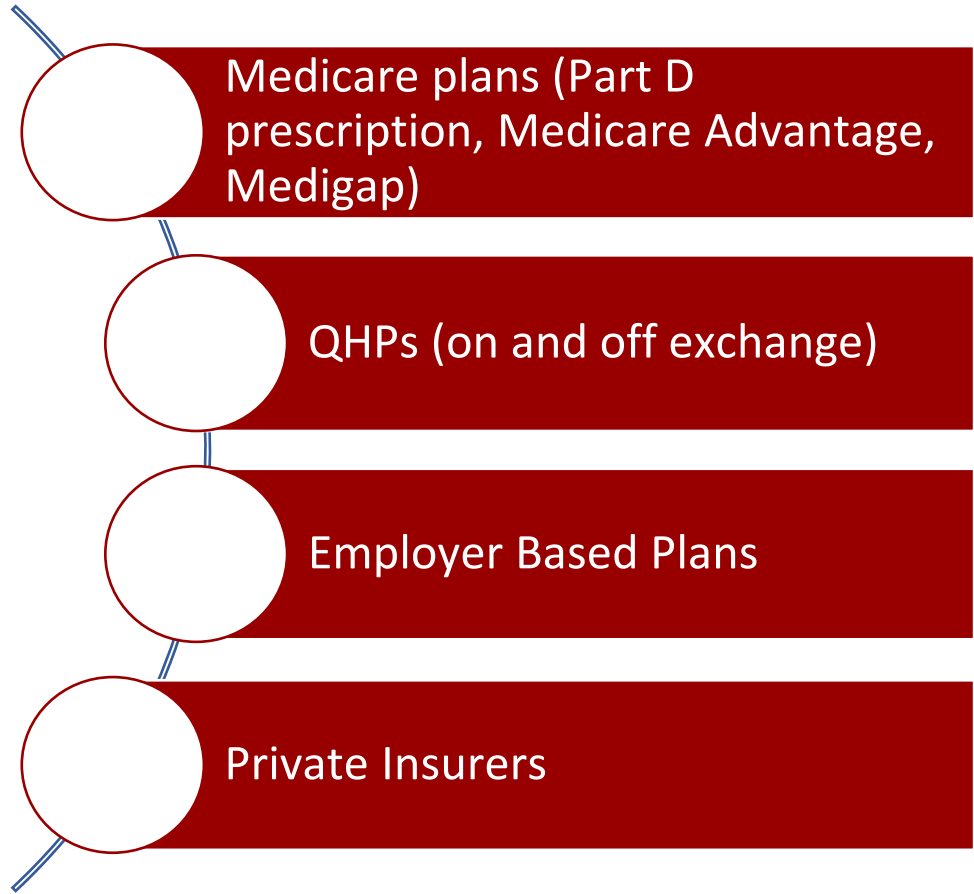 Medicare plans (Part D
prescription, Medicare Advantage,
Medigap)
QHPs (on and off exchange)
Employer Based Plans
Private Insurers